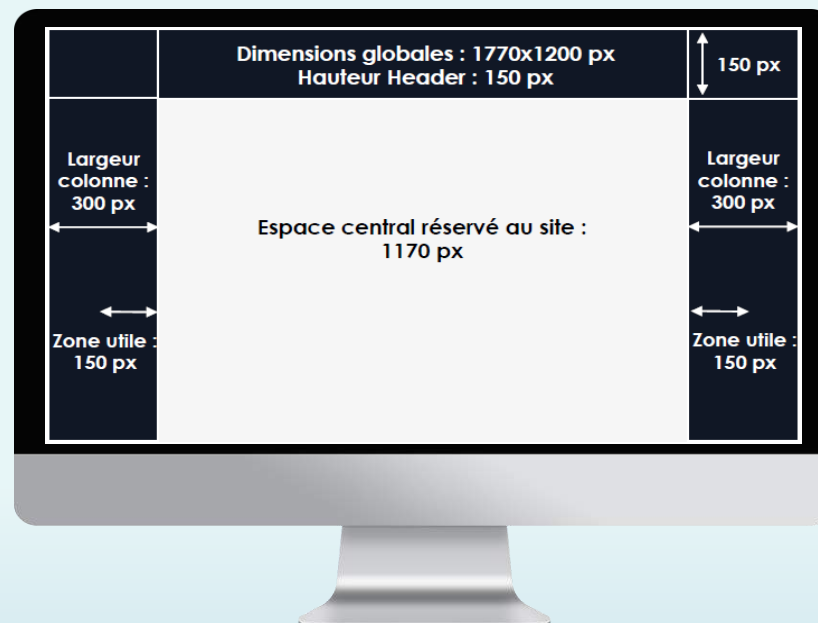 Dimensions globales : 1770x1200 px
Hauteur Header : 150 px
150 px
Largeur
colonne :
300 px
Largeur
colonne :
300 px
Espace central réservé au site :
1170 px
Zone utile :
150 px
Zone utile :
150 px